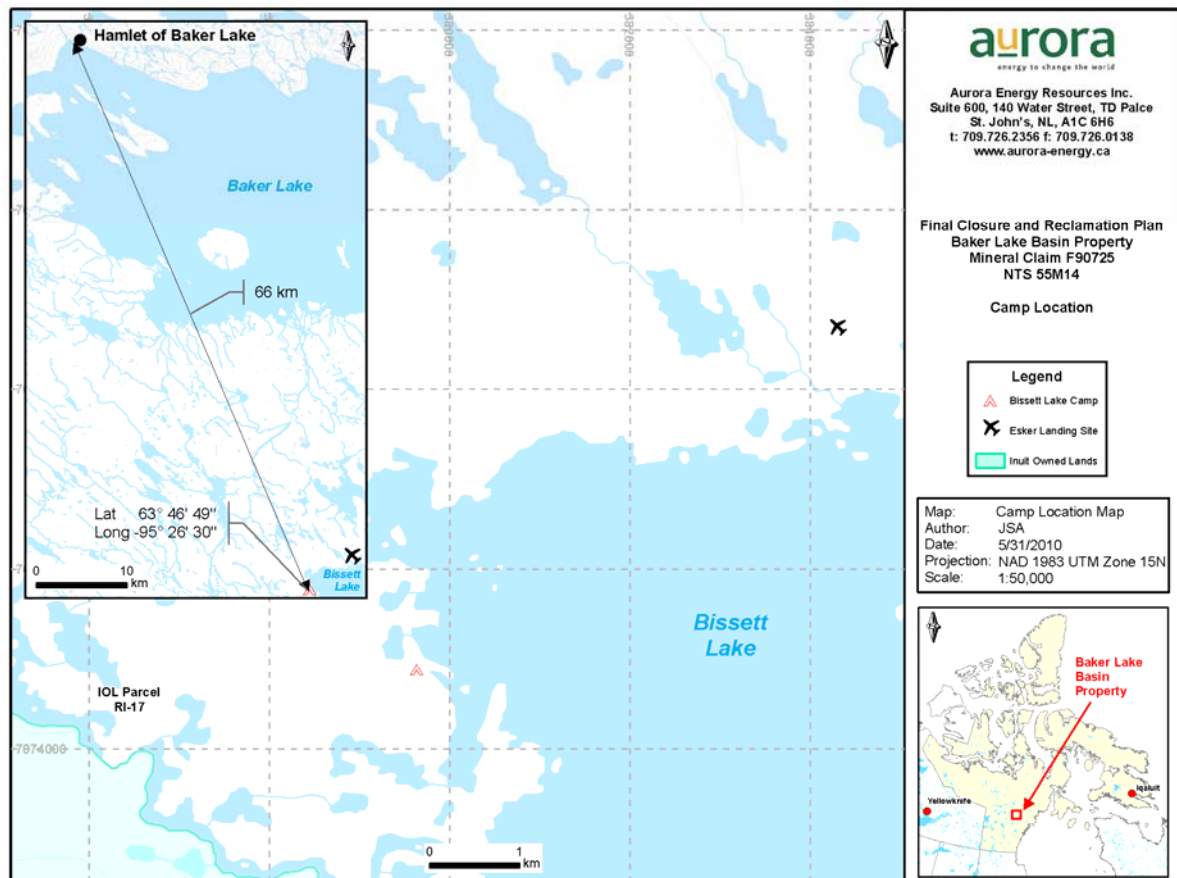 Hamlet of Baker Lake
Baker Lake
66 km
Lat 63° 46' 49"
Long -95° 26' 30"
0 10
km
Bissett
Lake
Bissett
Lake
IOL Parcel
RI-17
7974000
0 1
km
aurora
energy to change the world
Aurora Energy Resources Inc.
Suite 600, 140 Water Street, TD Palce
St. John's, NL, A1C 6H6
t: 709.726.2356 f: 709.726.0138
www.aurora-energy.ca
Final Closure and Reclamation Plan
Baker Lake Basin Property
Mineral Claim F90725
NTS 55M14
Camp Location
Legend
Bissett Lake Camp
Esker Landing Site
Inuit Owned Lands
Map: Camp Location Map
Author: JSA
Date: 5/31/2010
Projection: NAD 1983 UTM Zone 15N
Scale: 1:50,000
Baker Lake
Basin
Property
Yellowknife
Iqaluit